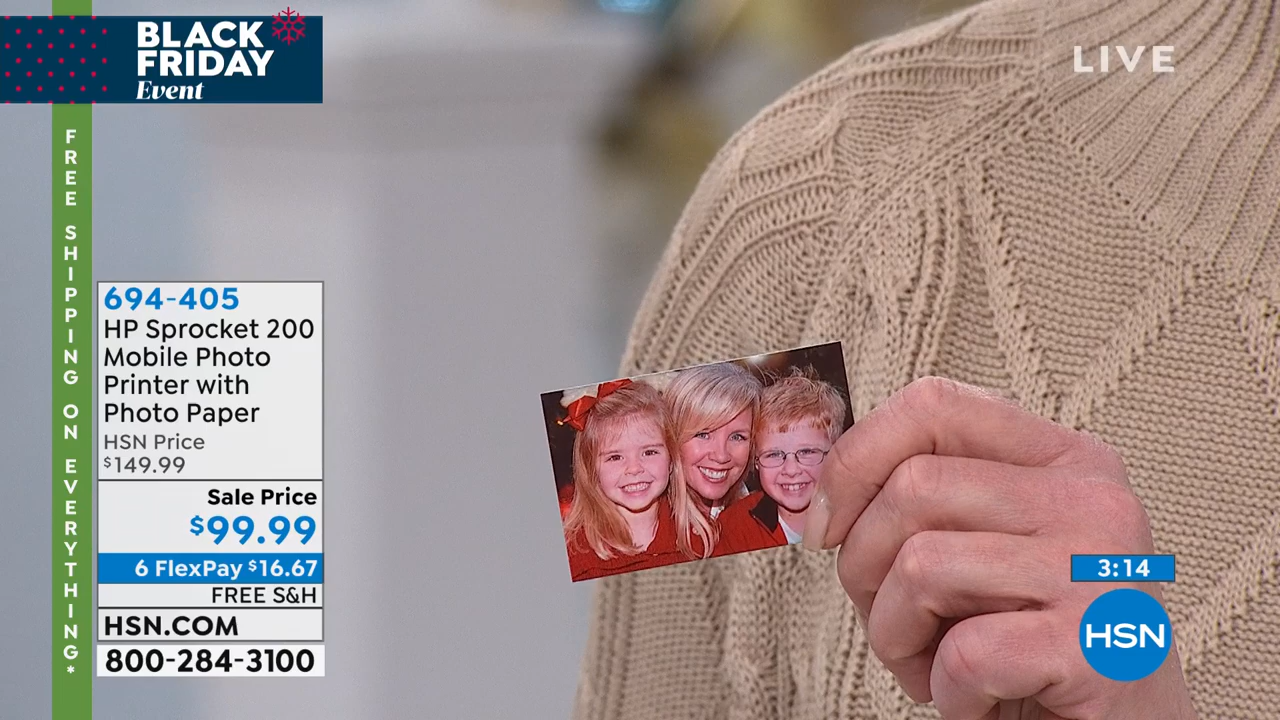 BLACK
FRIDAY
Event
LIVE
FREE SHIPPING ON EVERYTHING*
694-405
HP Sprocket 200
Mobile Photo
Printer with
Photo Paper
HSN Price
$149.99
Sale Price
$99.99
6 FlexPay $16.67
FREE S&H
HSN.COM
800-284-3100
3:14
HSN